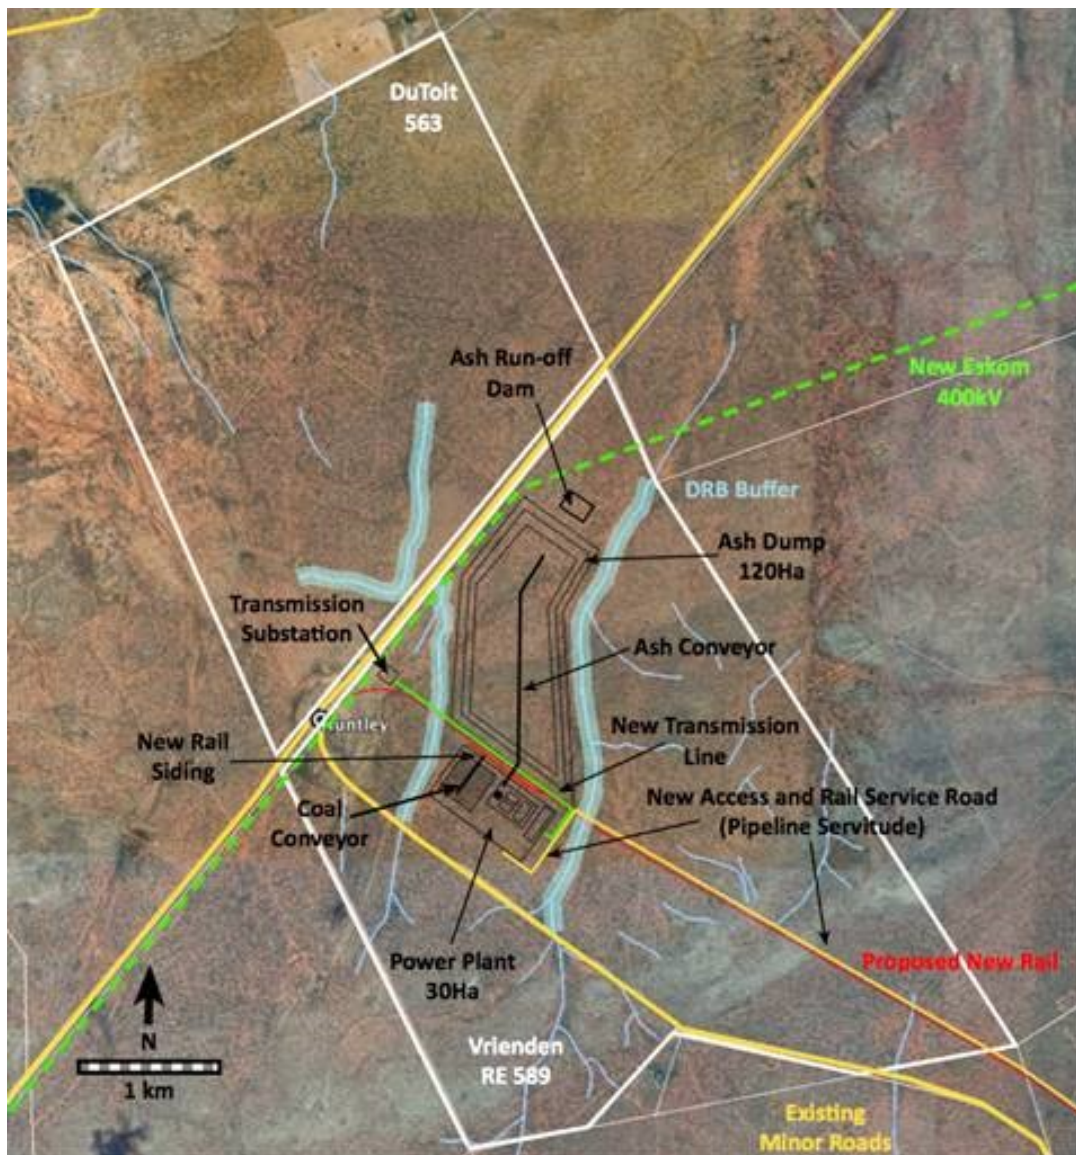 DuToit
563
Ash Run-off
Dam
New Eskom
400kV
DRB Buffer
Ash Dump
120Ha
Transmission
Substation
Ash Conveyor
New Rail
Siding
New Transmission
Line
Coal
Conveyor
New Access and Rail Service Road
(Pipeline Servitude)
Power Plant
30Ha
Proposed New Rail
N
1 km
Vrienden
RE 589
Existing
Minor Roads